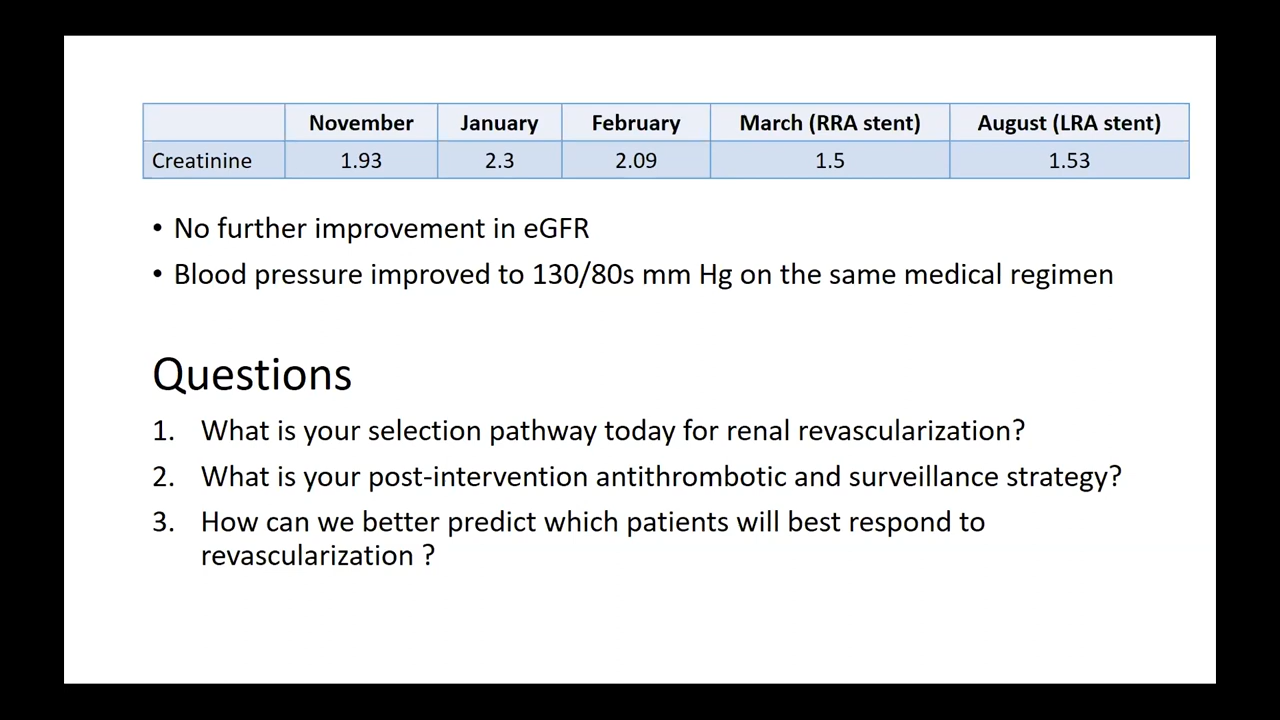 November January February March (RRA stent) August (LRA stent)
Creatinine 1.93 2.3 2.09 1.5 1.53
• No further improvement in eGFR
• Blood pressure improved to 130/80s mm Hg on the same medical regimen
Questions
1. What is your selection pathway today for renal revascularization?
2. What is your post-intervention antithrombotic and surveillance strategy?
3. How can we better predict which patients will best respond to
revascularization ?